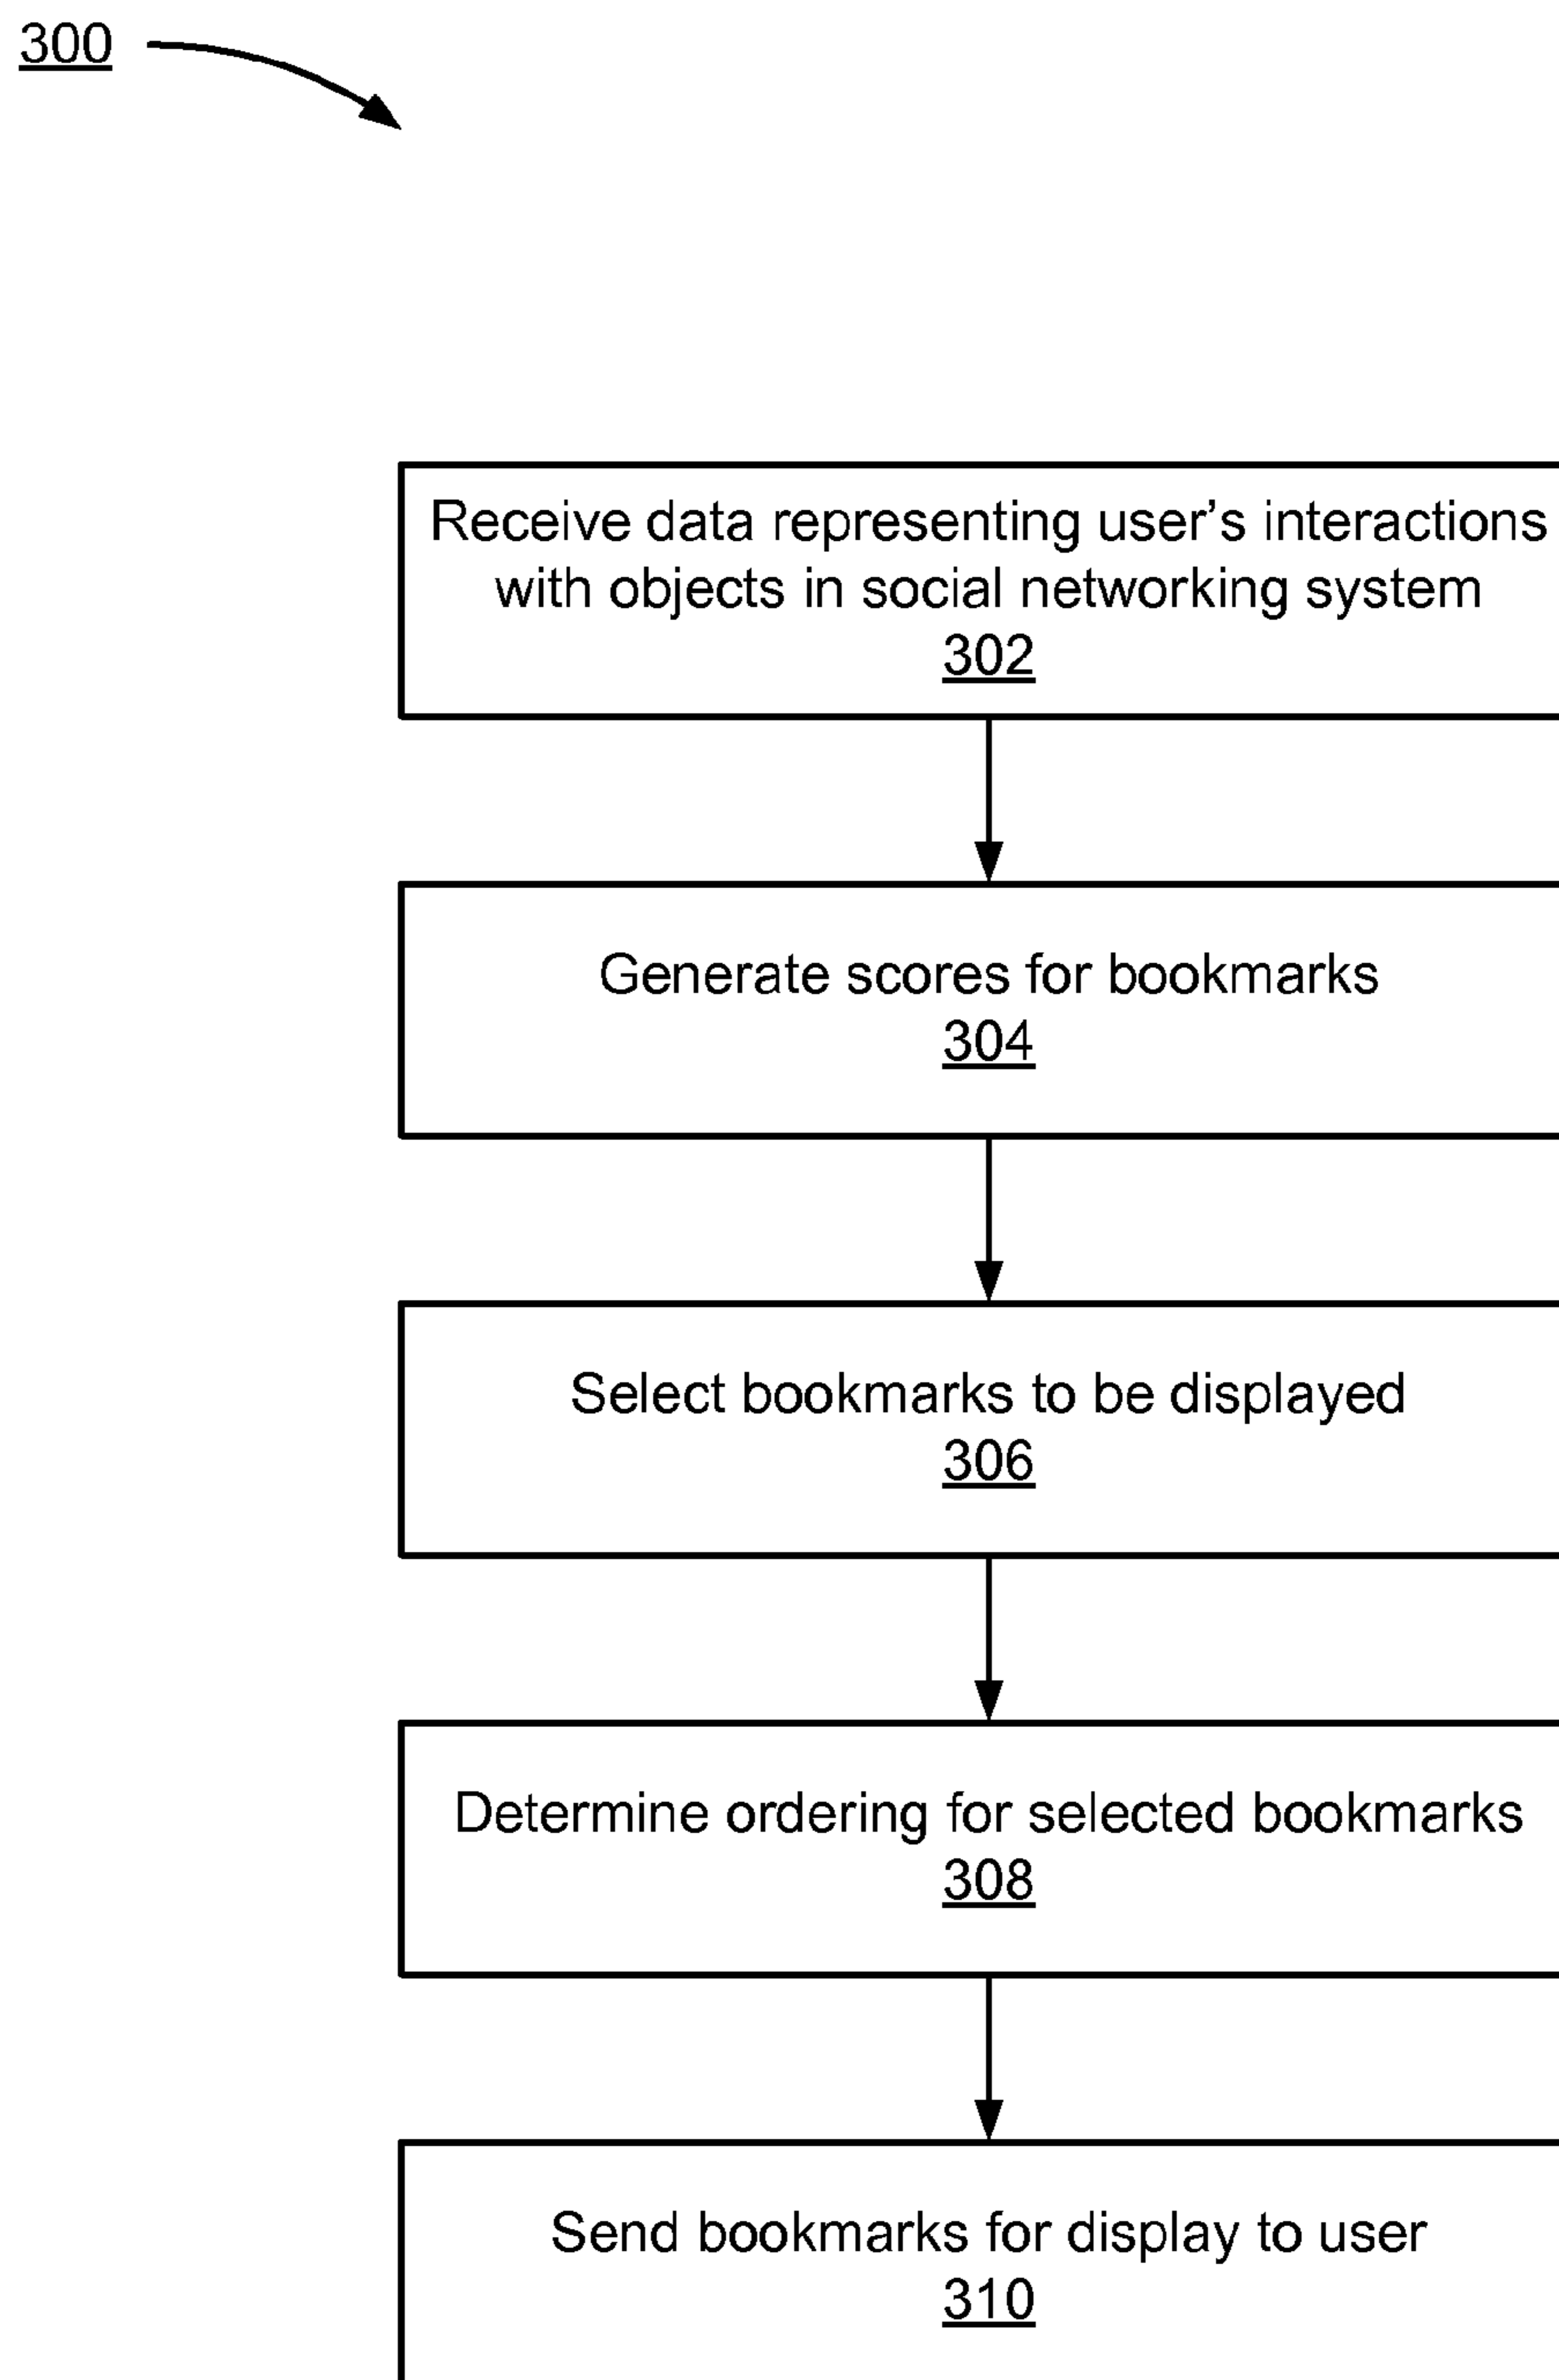 300
Receive data representing user's interactions
with objects in social networking system
302
Generate scores for bookmarks
304
Select bookmarks to be displayed
306
Determine ordering for selected bookmarks
308
Send bookmarks for display to user
310